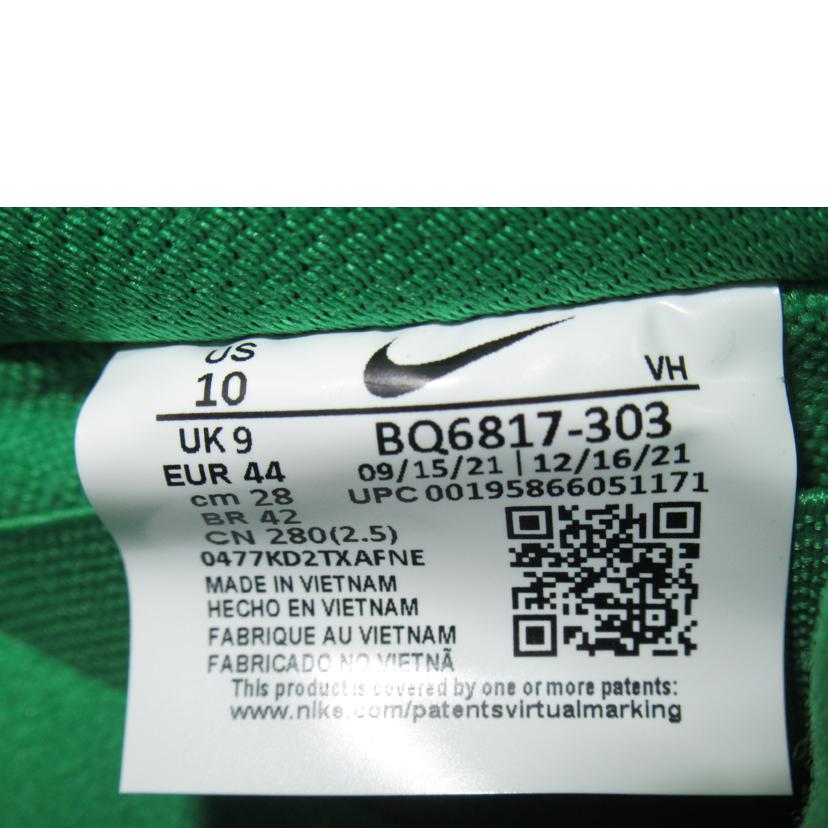 US
10
VH
UK 9
EUR 44
cm 28
BR 42
CN 280(2.5)
BQ6817-303
09/15/21 | 12/16/21
UPC 00195866051171
0477KD2TXAFNE
MADE IN VIETNAM
HECHO EN VIETNAM
FABRIQUE AU VIETNAM
FABRICADO NO VIETNÃ
This product is covered by one or more patents:
www.nike.com/patentsvirtualmarking